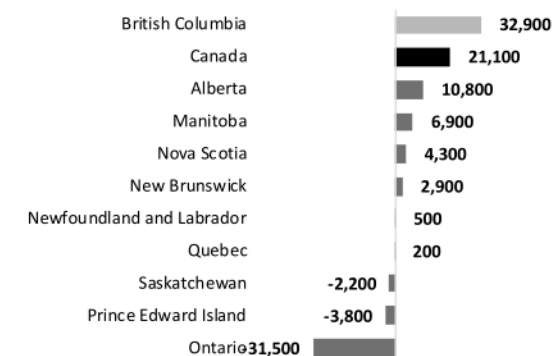 British Columbia 32,900
Canada 21,100
Alberta 10,800
Manitoba 6,900
Nova Scotia 4,300
New Brunswick 2,900
Newfoundland and Labrador 500
Quebec 200
Saskatchewan -2,200
Prince Edward Island -3,800
Ontario -31,500